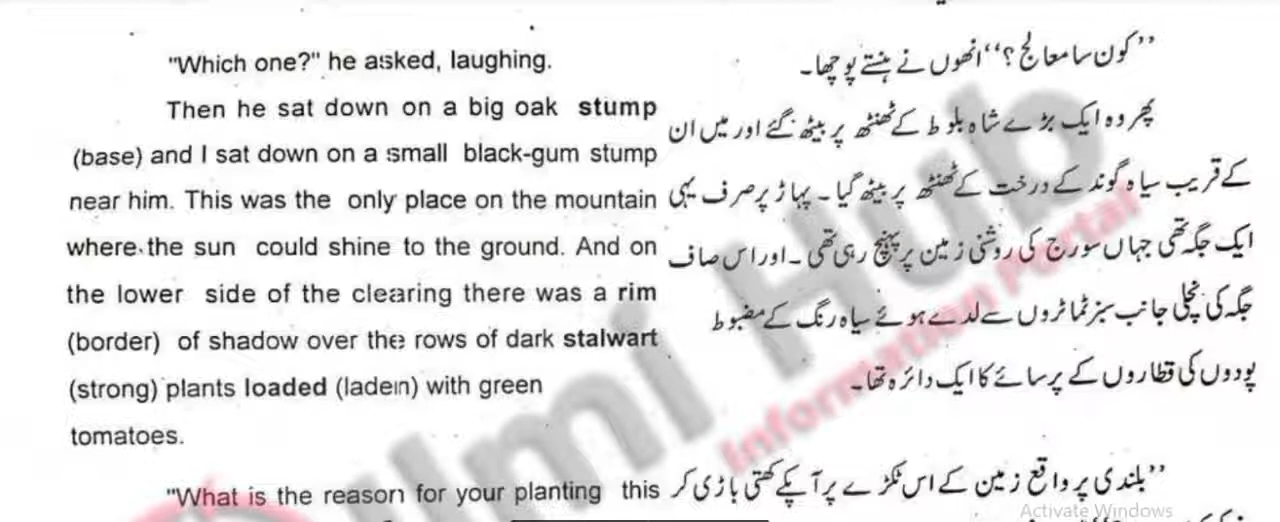 "Which one?" he asked, laughing.
Then he sat down on a big oak stump
(base) and I sat down on a small black-gum stump
near him. This was the only place on the mountain
where the sun could shine to the ground. And on
the lower side of the clearing there was a rim
(border) of shadow over the rows of dark stalwart
(strong) plants loaded (laden) with green
tomatoes.
"What is the reason for your planting this
’’کون سا معالج؟‘‘ انھوں نے ہنستے پوچھا۔
پھر وہ ایک بڑے شاہ بلوط کے ٹھنٹھ پر بیٹھ گئے اور میں ان
کے قریب سیاہ گوند کے درخت کے ٹھنٹھ پر بیٹھ گیا۔ پہاڑ پر صرف یہی
ایک جگہ تھی جہاں سورج کی روشنی زمین پر پہنچ رہی تھی۔ اور اس صاف
جگہ کی نچلی جانب سبز ٹماٹروں سے لدے ہوئے سیاہ رنگ کے مضبوط
پودوں کی قطاروں کے پر سائے کا ایک دائرہ تھا۔
’’بلندی پر واقع زمین کے اس ٹکڑے پر آپکے کھتی باڑی کر
Ilmi Hub
Information Portal
Activate Windows